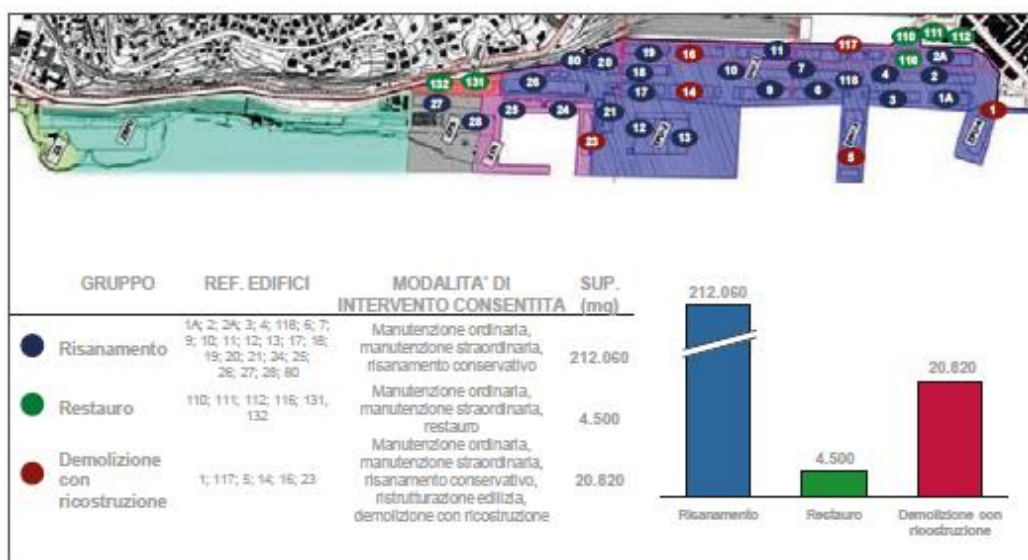 110 111 112
117
11
19 16
116 2A
80 20
132 131
26 18 10 7 4 2
118
17 14 9 6 3 1A
27
25 24
21
1
28
12 13
23
5
GRUPPO REF. EDIFICI MODALITA' DI SUP.
INTERVENTO CONSENTITA (mq)
Risanamento
1A; 2; 2A; 3; 4; 118; 6; 7;
9; 10; 11; 12; 13; 17; 18;
19; 20; 21; 24; 25;
26; 27; 28; 80
Manutenzione ordinaria,
manutenzione straordinaria,
risanamento conservativo
212.060
Restauro
110; 111; 112; 116; 131,
132
Manutenzione ordinaria,
manutenzione straordinaria,
restauro
4.500
Demolizione
con
ricostruzione
1; 117; 5; 14; 16; 23
Manutenzione ordinaria,
manutenzione straordinaria,
risanamento conservativo,
ristrutturazione edilizia,
demolizione con ricostruzione
20.820
212.060
20.820
4.500
Risanamento
Restauro
Demolizione con
ricostruzione